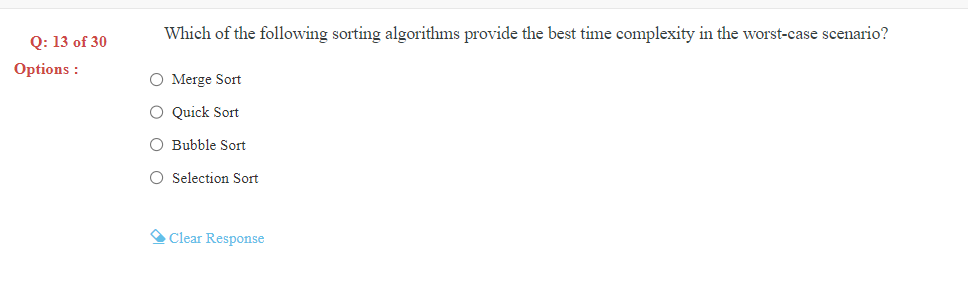 Q: 13 of 30
Which of the following sorting algorithms provide the best time complexity in the worst-case scenario?
Options :
Merge Sort
Quick Sort
Bubble Sort
Selection Sort
Clear Response